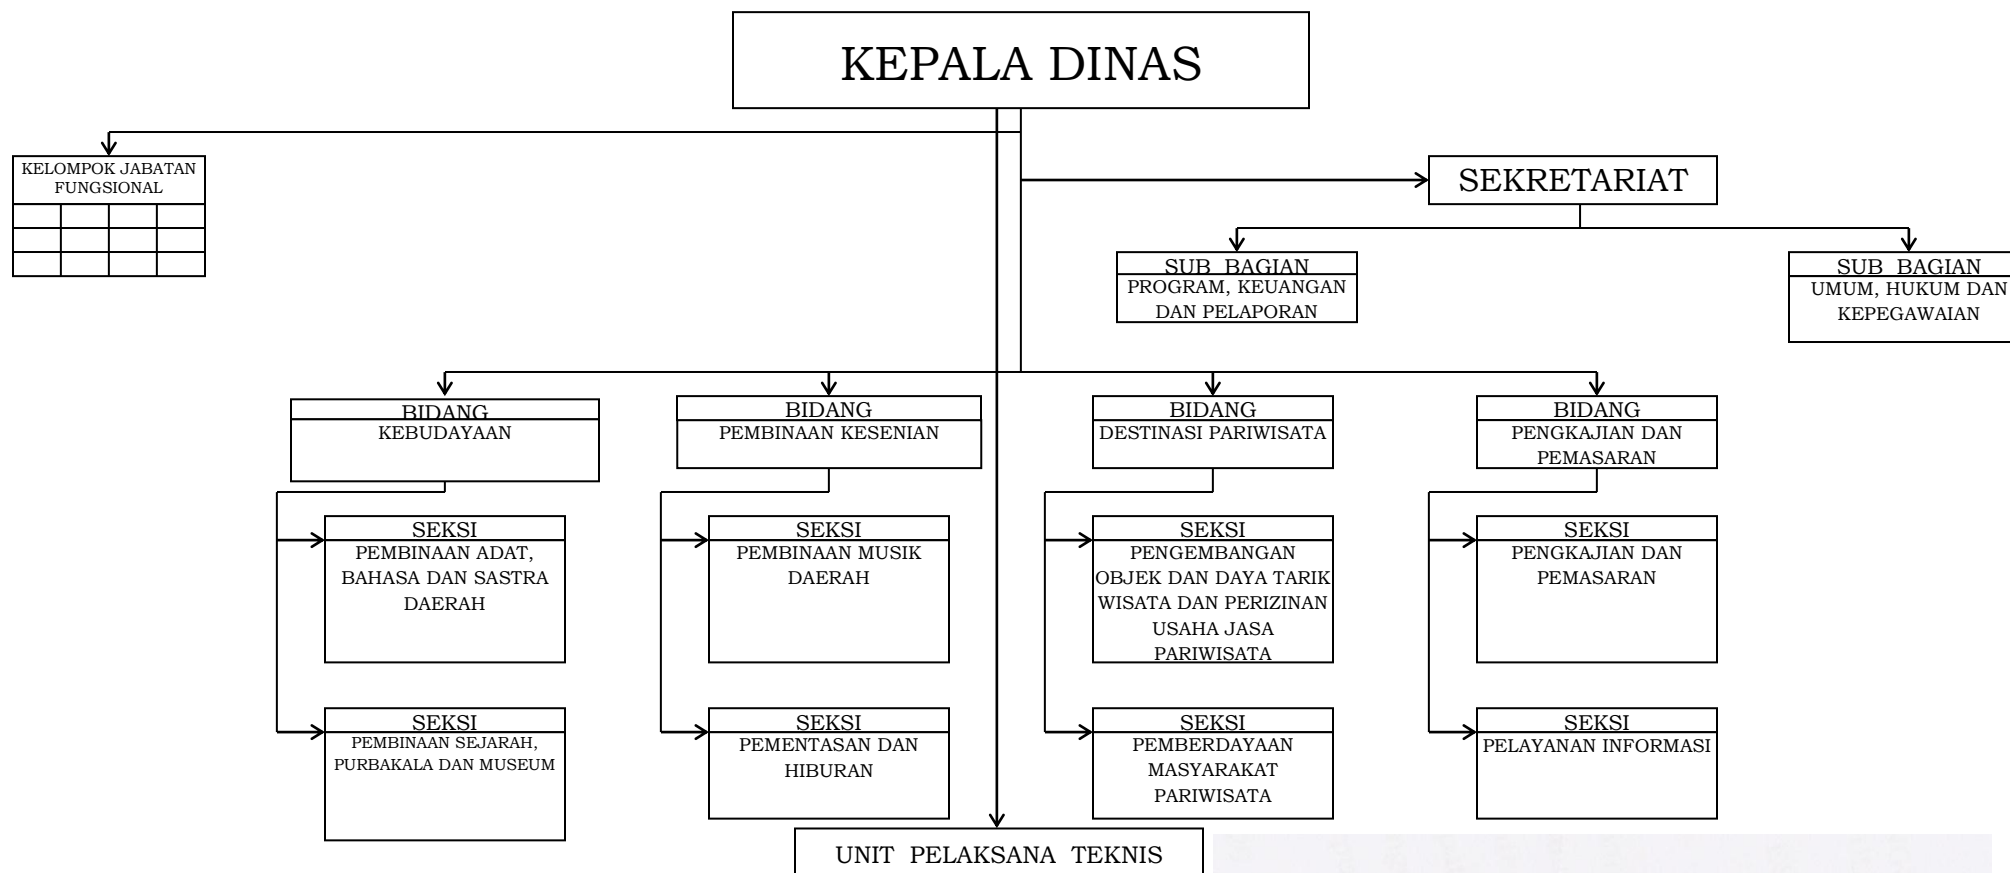 KEPALA DINAS
KELOMPOK JABATAN
FUNGSIONAL
SEKRETARIAT
SUB BAGIAN
PROGRAM, KEUANGAN
DAN PELAPORAN
SUB BAGIAN
UMUM, HUKUM DAN
KEPEGAWAIAN
BIDANG
KEBUDAYAAN
BIDANG
PEMBINAAN KESENIAN
BIDANG
DESTINASI PARIWISATA
BIDANG
PENGKAJIAN DAN
PEMASARAN
SEKSI
PEMBINAAN ADAT,
BAHASA DAN SASTRA
DAERAH
SEKSI
PEMBINAAN MUSIK
DAERAH
SEKSI
PENGEMBANGAN
OBJEK DAN DAYA TARIK
WISATA DAN PERIZINAN
USAHA JASA
PARIWISATA
SEKSI
PENGKAJIAN DAN
PEMASARAN
SEKSI
PEMBINAAN SEJARAH,
PURBAKALA DAN MUSEUM
SEKSI
PEMENTASAN DAN
HIBURAN
SEKSI
PEMBERDAYAAN
MASYARAKAT
PARIWISATA
SEKSI
PELAYANAN INFORMASI
UNIT PELAKSANA TEKNIS